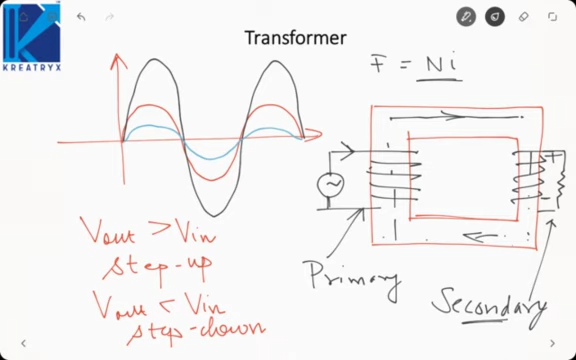 KREATRYX
Transformer
F = Ni
Vout > Vin
step-up
Vout < Vin
step-down
Primary
Secondary
+
-